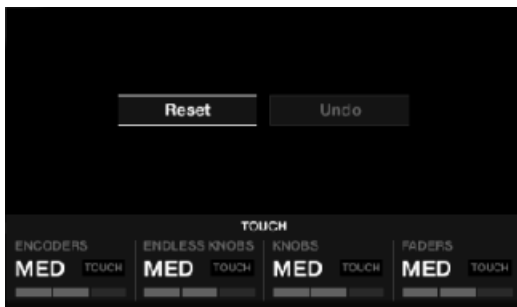 Reset Undo
TOUCH
ENCODERS ENDLESS KNOBS KNOBS FADERS
MED TOUCH MED TOUCH MED TOUCH MED TOUCH